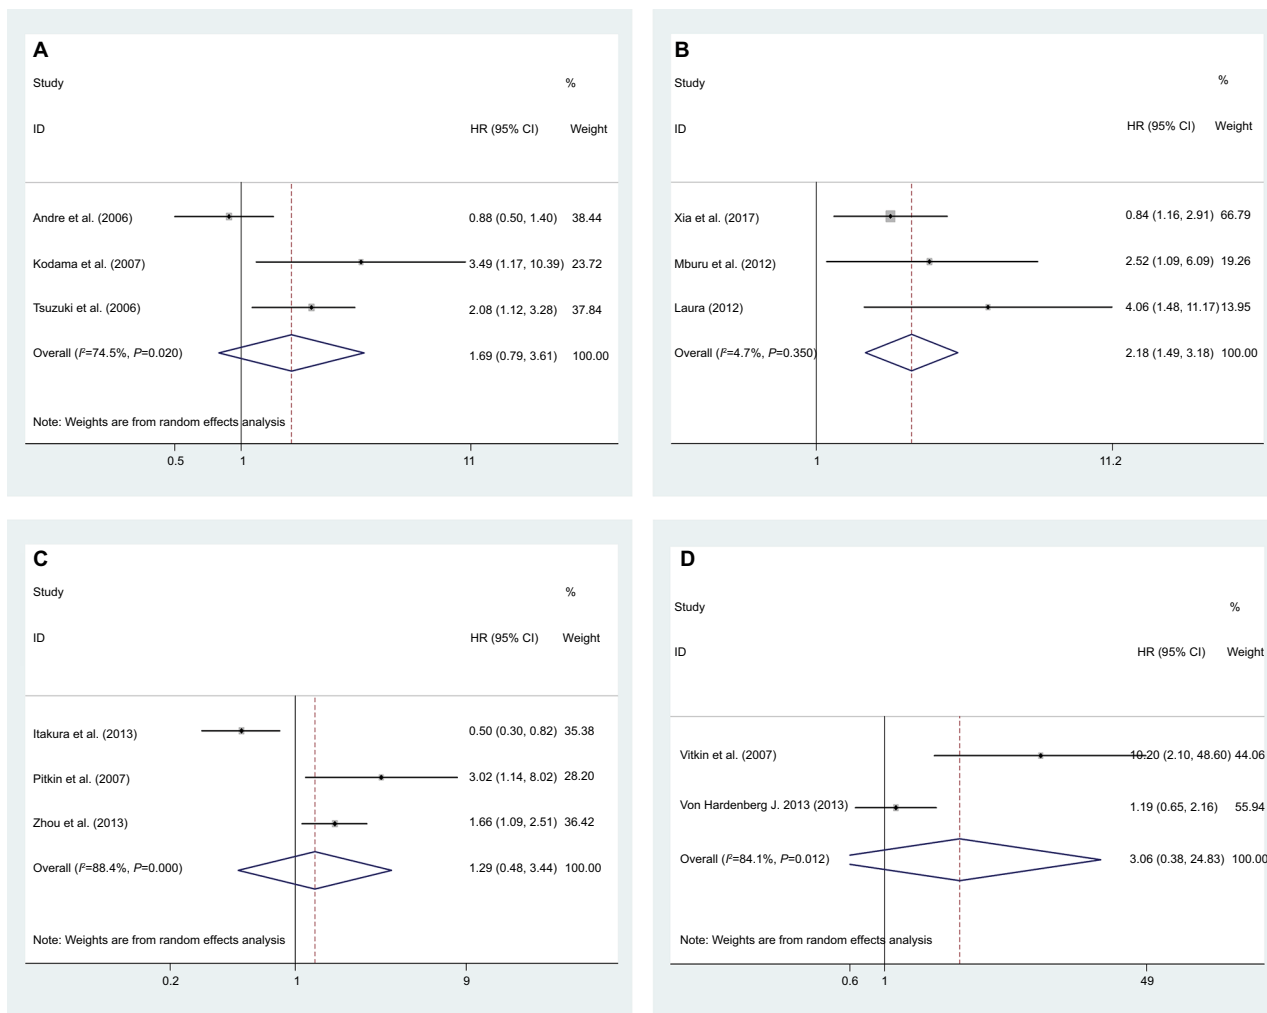 A
Study %
ID HR (95% CI) Weight
Andre et al. (2006) 0.88 (0.50, 1.40) 38.44
Kodama et al. (2007) 3.49 (1.17, 10.39) 23.72
Tsuzuki et al. (2006) 2.08 (1.12, 3.28) 37.84
Overall (I²=74.5%, P=0.020) 1.69 (0.79, 3.61) 100.00
Note: Weights are from random effects analysis
0.5 1 11
B
Study %
ID HR (95% CI) Weight
Xia et al. (2017) 0.84 (1.16, 2.91) 66.79
Mburu et al. (2012) 2.52 (1.09, 6.09) 19.26
Laura (2012) 4.06 (1.48, 11.17) 13.95
Overall (I²=4.7%, P=0.350) 2.18 (1.49, 3.18) 100.00
1 11.2
C
Study %
ID HR (95% CI) Weight
Itakura et al. (2013) 0.50 (0.30, 0.82) 35.38
Pitkin et al. (2007) 3.02 (1.14, 8.02) 28.20
Zhou et al. (2013) 1.66 (1.09, 2.51) 36.42
Overall (I²=88.4%, P=0.000) 1.29 (0.48, 3.44) 100.00
Note: Weights are from random effects analysis
0.2 1 9
D
Study %
ID HR (95% CI) Weight
Vitkin et al. (2007) 10.20 (2.10, 48.60) 44.06
Von Hardenberg J. 2013 (2013) 1.19 (0.65, 2.16) 55.94
Overall (I²=84.1%, P=0.012) 3.06 (0.38, 24.83) 100.00
Note: Weights are from random effects analysis
0.6 1 49